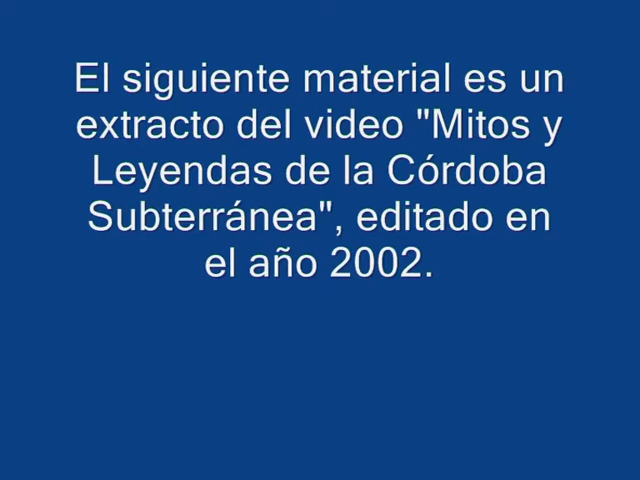 El siguiente material es un
extracto del video "Mitos y
Leyendas de la Córdoba
Subterránea", editado en
el año 2002.